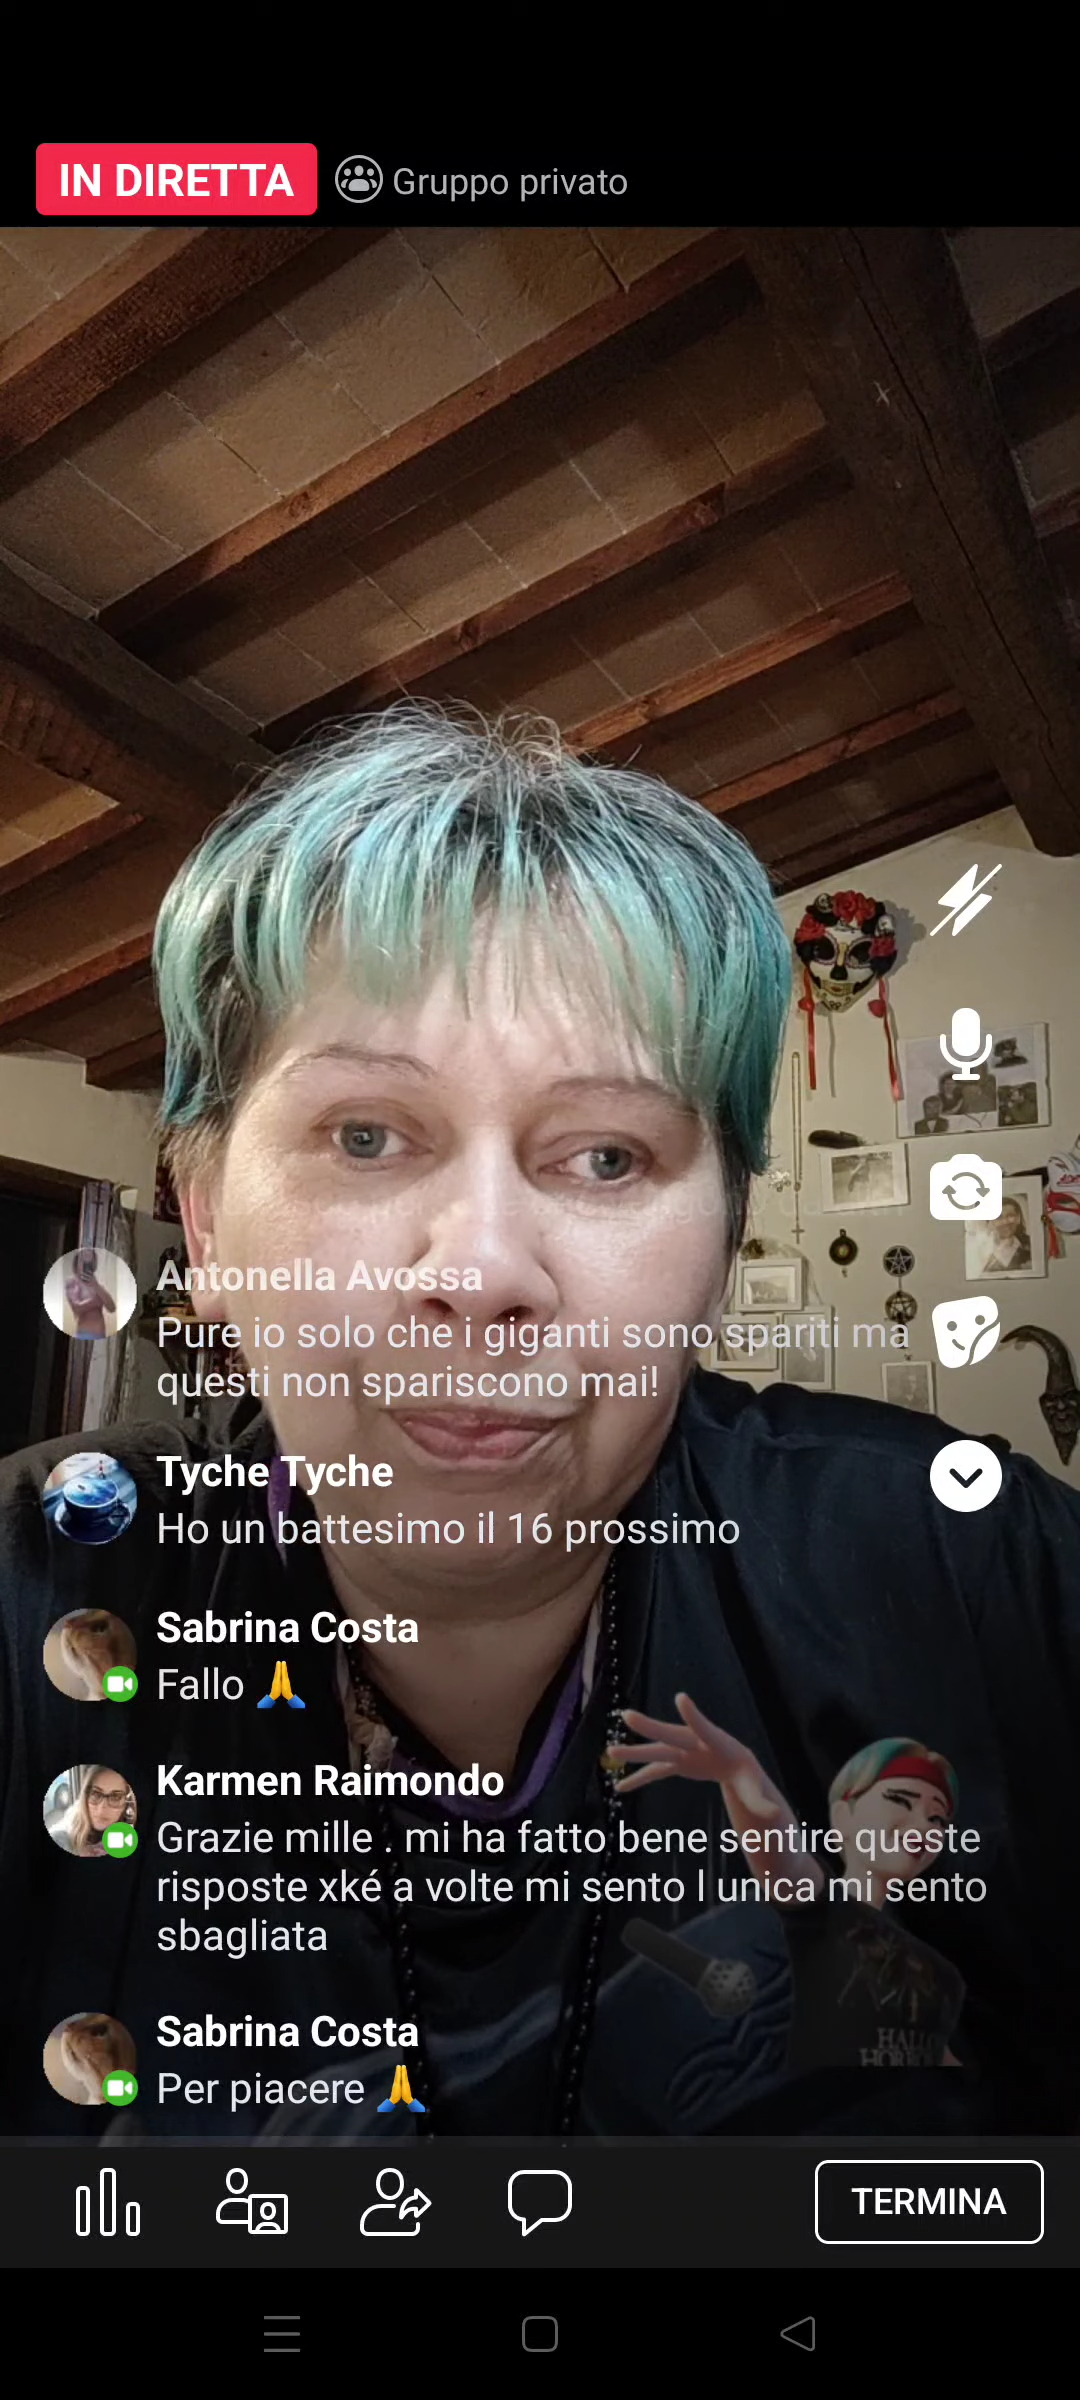 IN DIRETTA
Gruppo privato
Antonella Avossa
Pure io solo che i giganti sono spariti ma
questi non spariscono mai!
Tyche Tyche
Ho un battesimo il 16 prossimo
Sabrina Costa
Fallo 🙏
Karmen Raimondo
Grazie mille . mi ha fatto bene sentire queste
risposte xké a volte mi sento l unica mi sento
sbagliata
Sabrina Costa
Per piacere 🙏
TERMINA